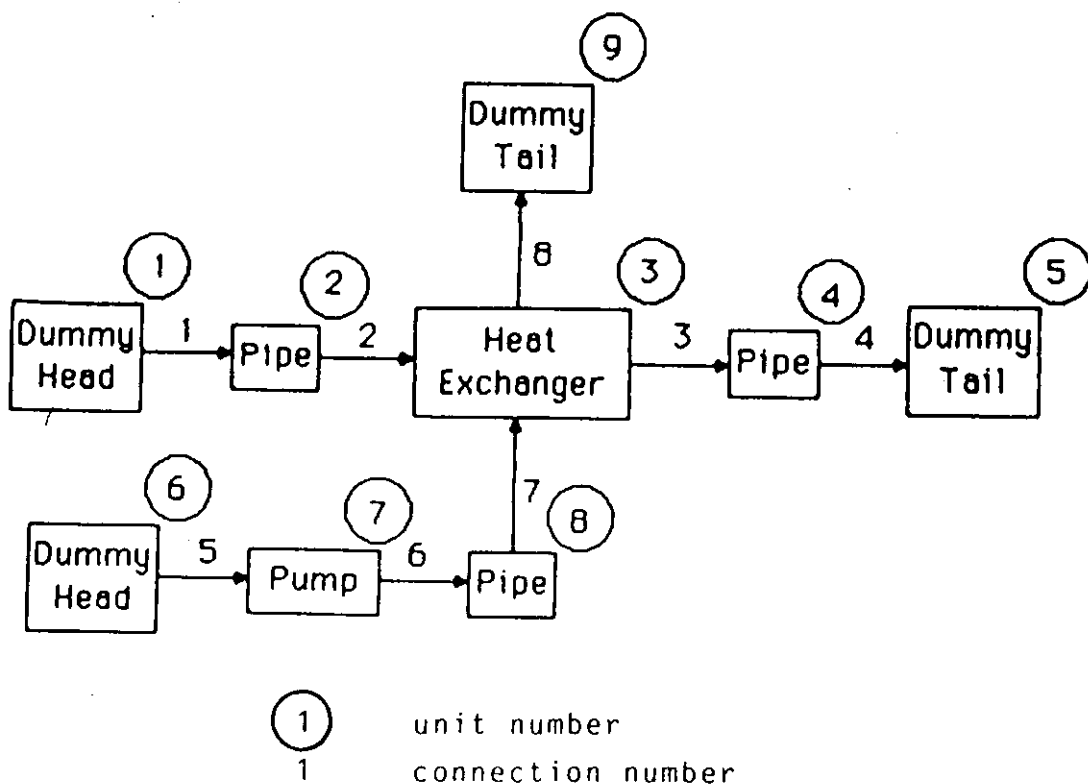 9
Dummy
Tail
8
1
2
3
4
5
Dummy
Head
1
Pipe
2
Heat
Exchanger
3
Pipe
4
Dummy
Tail
6
7
7
8
Dummy
Head
5
Pump
6
Pipe
1 unit number
1 connection number